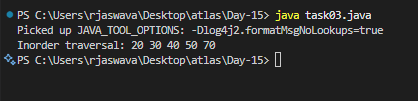 PS C:\Users\rjaswava\Desktop\atlas\Day-15> java task03.java
Picked up JAVA_TOOL_OPTIONS: -Dlog4j2.formatMsgNoLookups=true
Inorder traversal: 20 30 40 50 70
PS C:\Users\rjaswava\Desktop\atlas\Day-15>